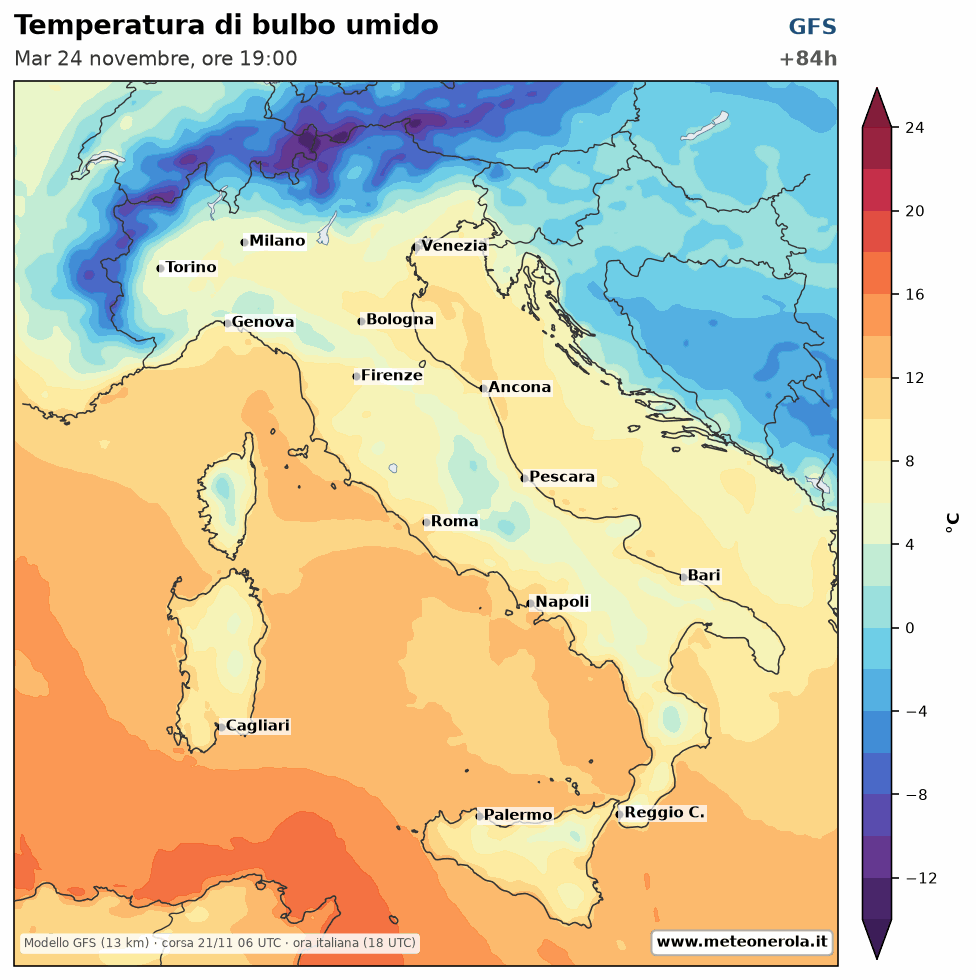 Temperatura di bulbo umido
GFS
Mar 24 novembre, ore 19:00
+84h
Milano
Venezia
Torino
Genova
Bologna
Firenze
Ancona
Pescara
Roma
Bari
Napoli
Cagliari
Palermo
Reggio C.
24
20
16
12
8
4
0
−4
−8
−12
°C
Modello GFS (13 km) · corsa 21/11 06 UTC · ora italiana (18 UTC)
www.meteonerola.it